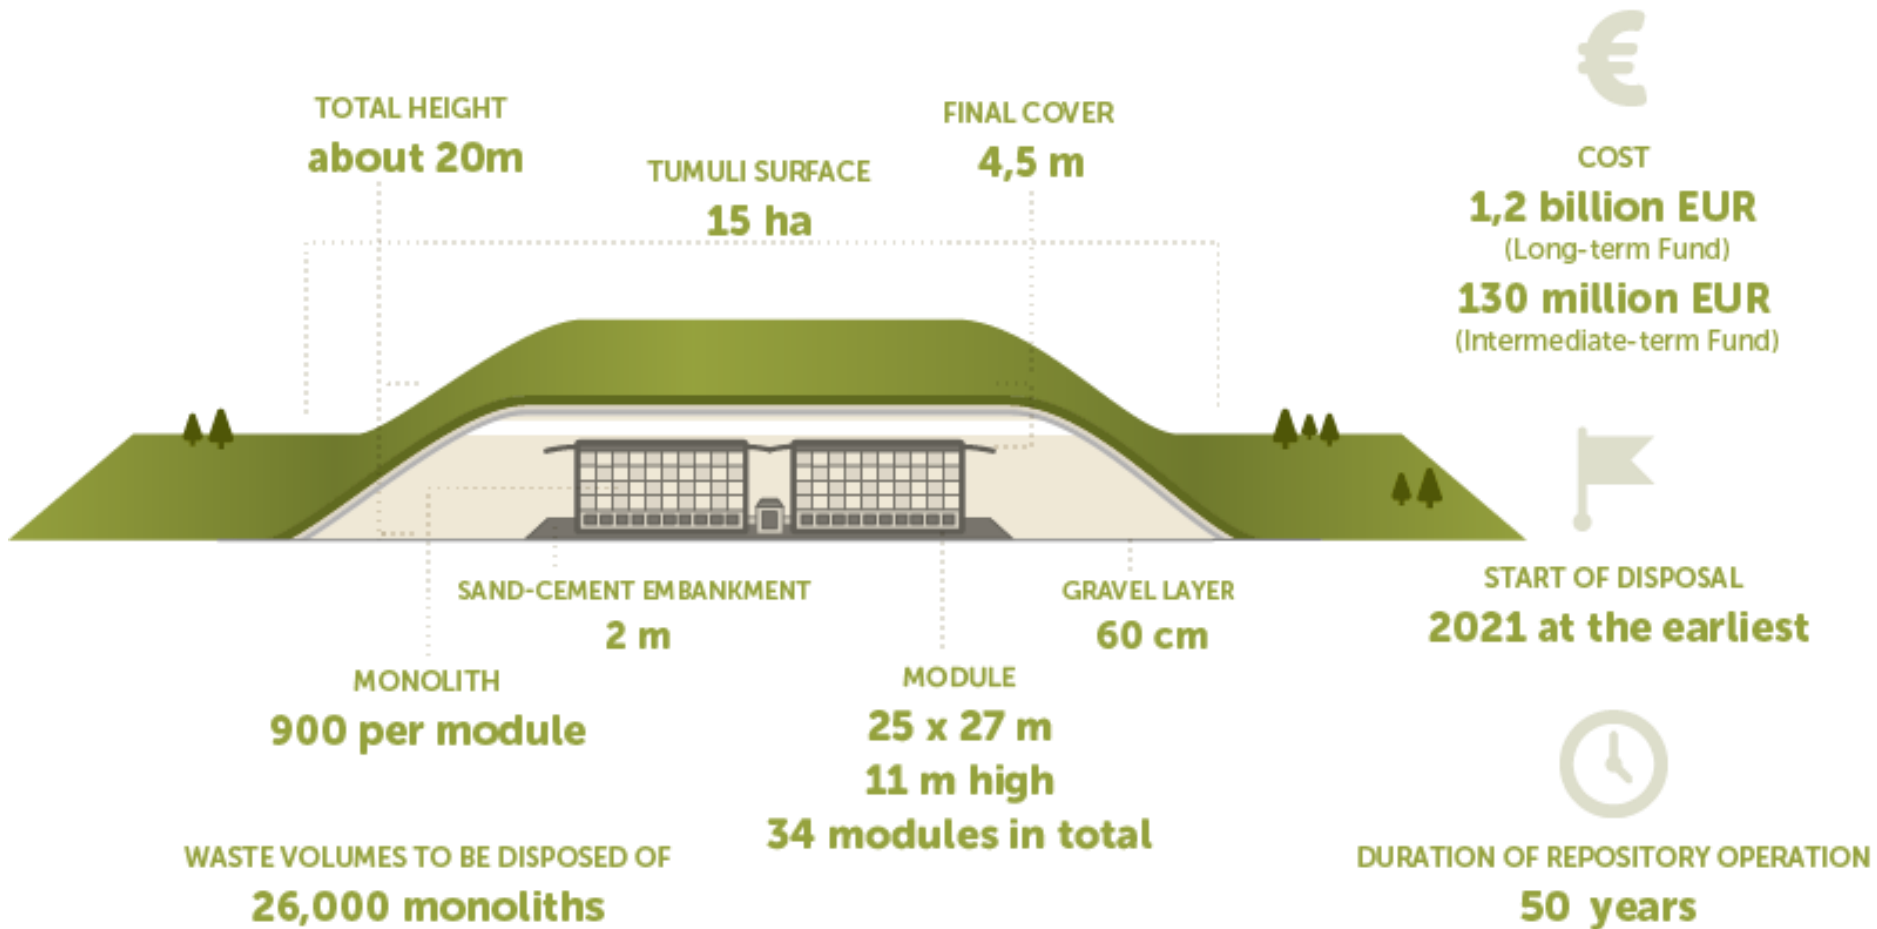 TOTAL HEIGHT
about 20m
TUMULI SURFACE
15 ha
FINAL COVER
4,5 m
€
COST
1,2 billion EUR
(Long-term Fund)
130 million EUR
(Intermediate-term Fund)
SAND-CEMENT EMBANKMENT
2 m
GRAVEL LAYER
60 cm
START OF DISPOSAL
2021 at the earliest
MONOLITH
900 per module
MODULE
25 x 27 m
11 m high
34 modules in total
WASTE VOLUMES TO BE DISPOSED OF
26,000 monoliths
DURATION OF REPOSITORY OPERATION
50 years